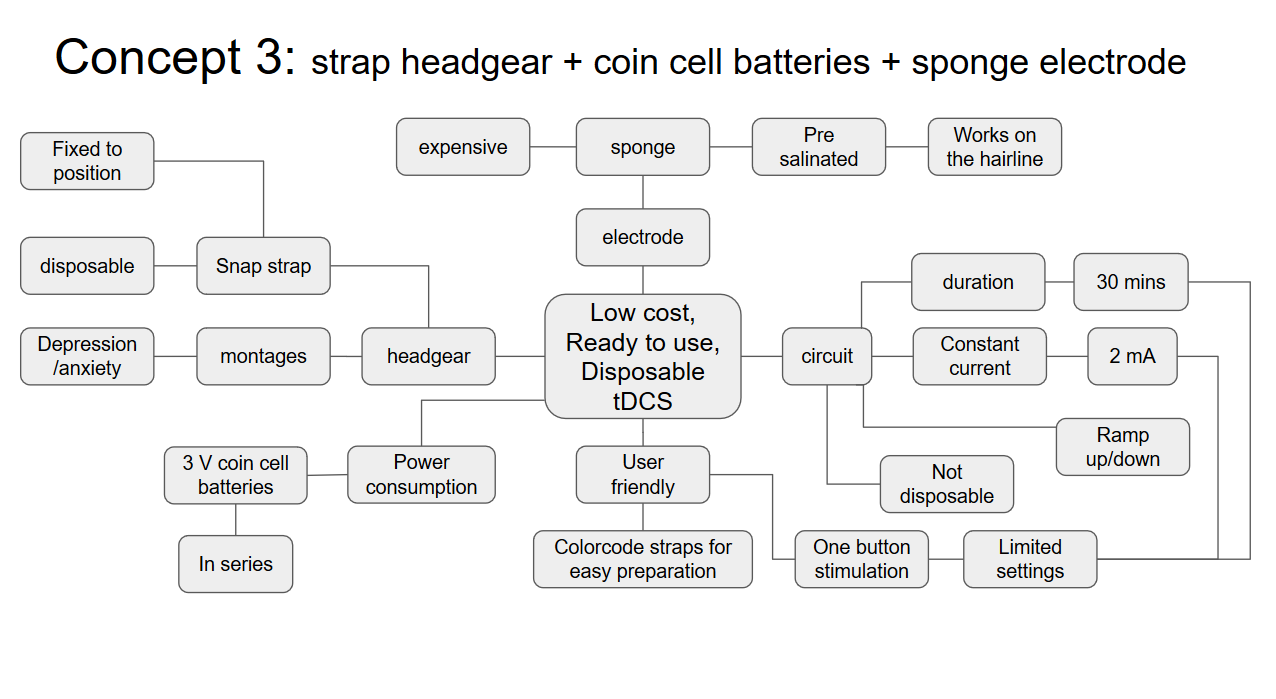 Concept 3: strap headgear + coin cell batteries + sponge electrode
Fixed to
position
expensive
sponge
Pre
salinated
Works on
the hairline
electrode
disposable
Snap strap
duration
30 mins
Low cost,
Ready to use,
Disposable
tDCS
Depression
/anxiety
montages
headgear
circuit
Constant
current
2 mA
Ramp
up/down
3 V coin cell
batteries
Power
consumption
User
friendly
Not
disposable
In series
Colorcode straps for
easy preparation
One button
stimulation
Limited
settings